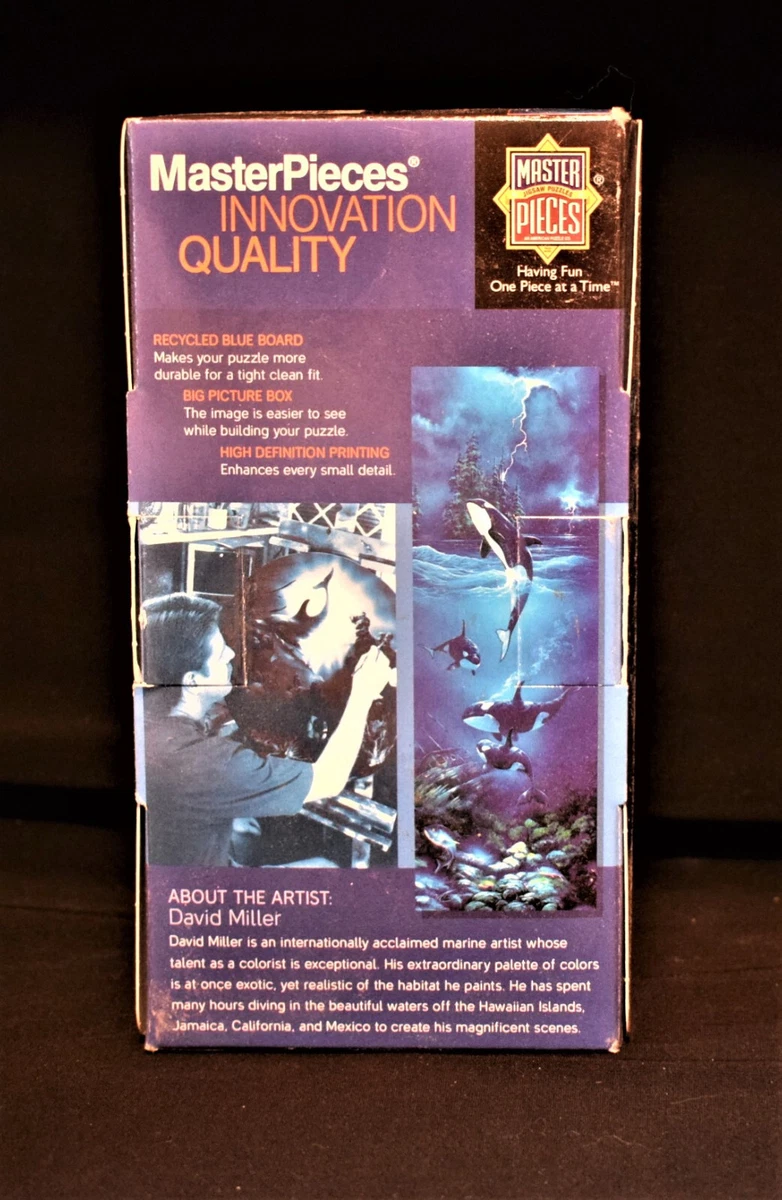 MasterPieces®
INNOVATION
QUALITY
MASTER
JIGSAW PUZZLES
PIECES
AN AMERICAN PUZZLE CO.
®
Having Fun
One Piece at a Time™
RECYCLED BLUE BOARD
Makes your puzzle more
durable for a tight clean fit.
BIG PICTURE BOX
The image is easier to see
while building your puzzle.
HIGH DEFINITION PRINTING
Enhances every small detail.
ABOUT THE ARTIST:
David Miller
David Miller is an internationally acclaimed marine artist whose
talent as a colorist is exceptional. His extraordinary palette of colors
is at once exotic, yet realistic of the habitat he paints. He has spent
many hours diving in the beautiful waters off the Hawaiian Islands,
Jamaica, California, and Mexico to create his magnificent scenes.